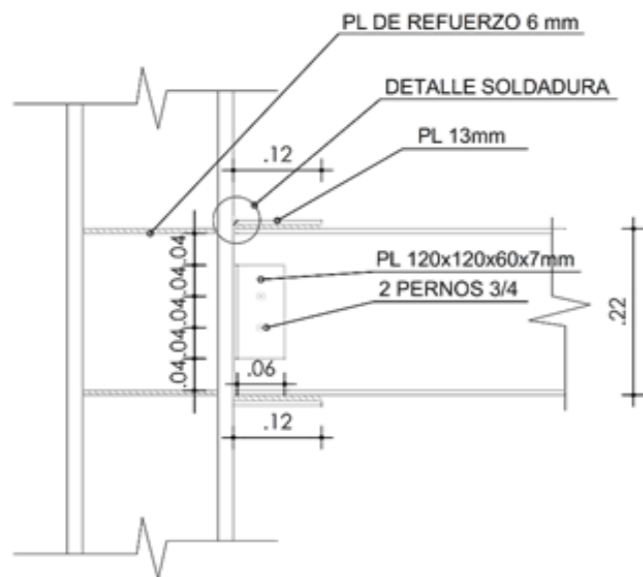 PL DE REFUERZO 6 mm
DETALLE SOLDADURA
.12
PL 13mm
.04
.04
.04
.04
.04
PL 120x120x60x7mm
2 PERNOS 3/4
.06
.22
.12